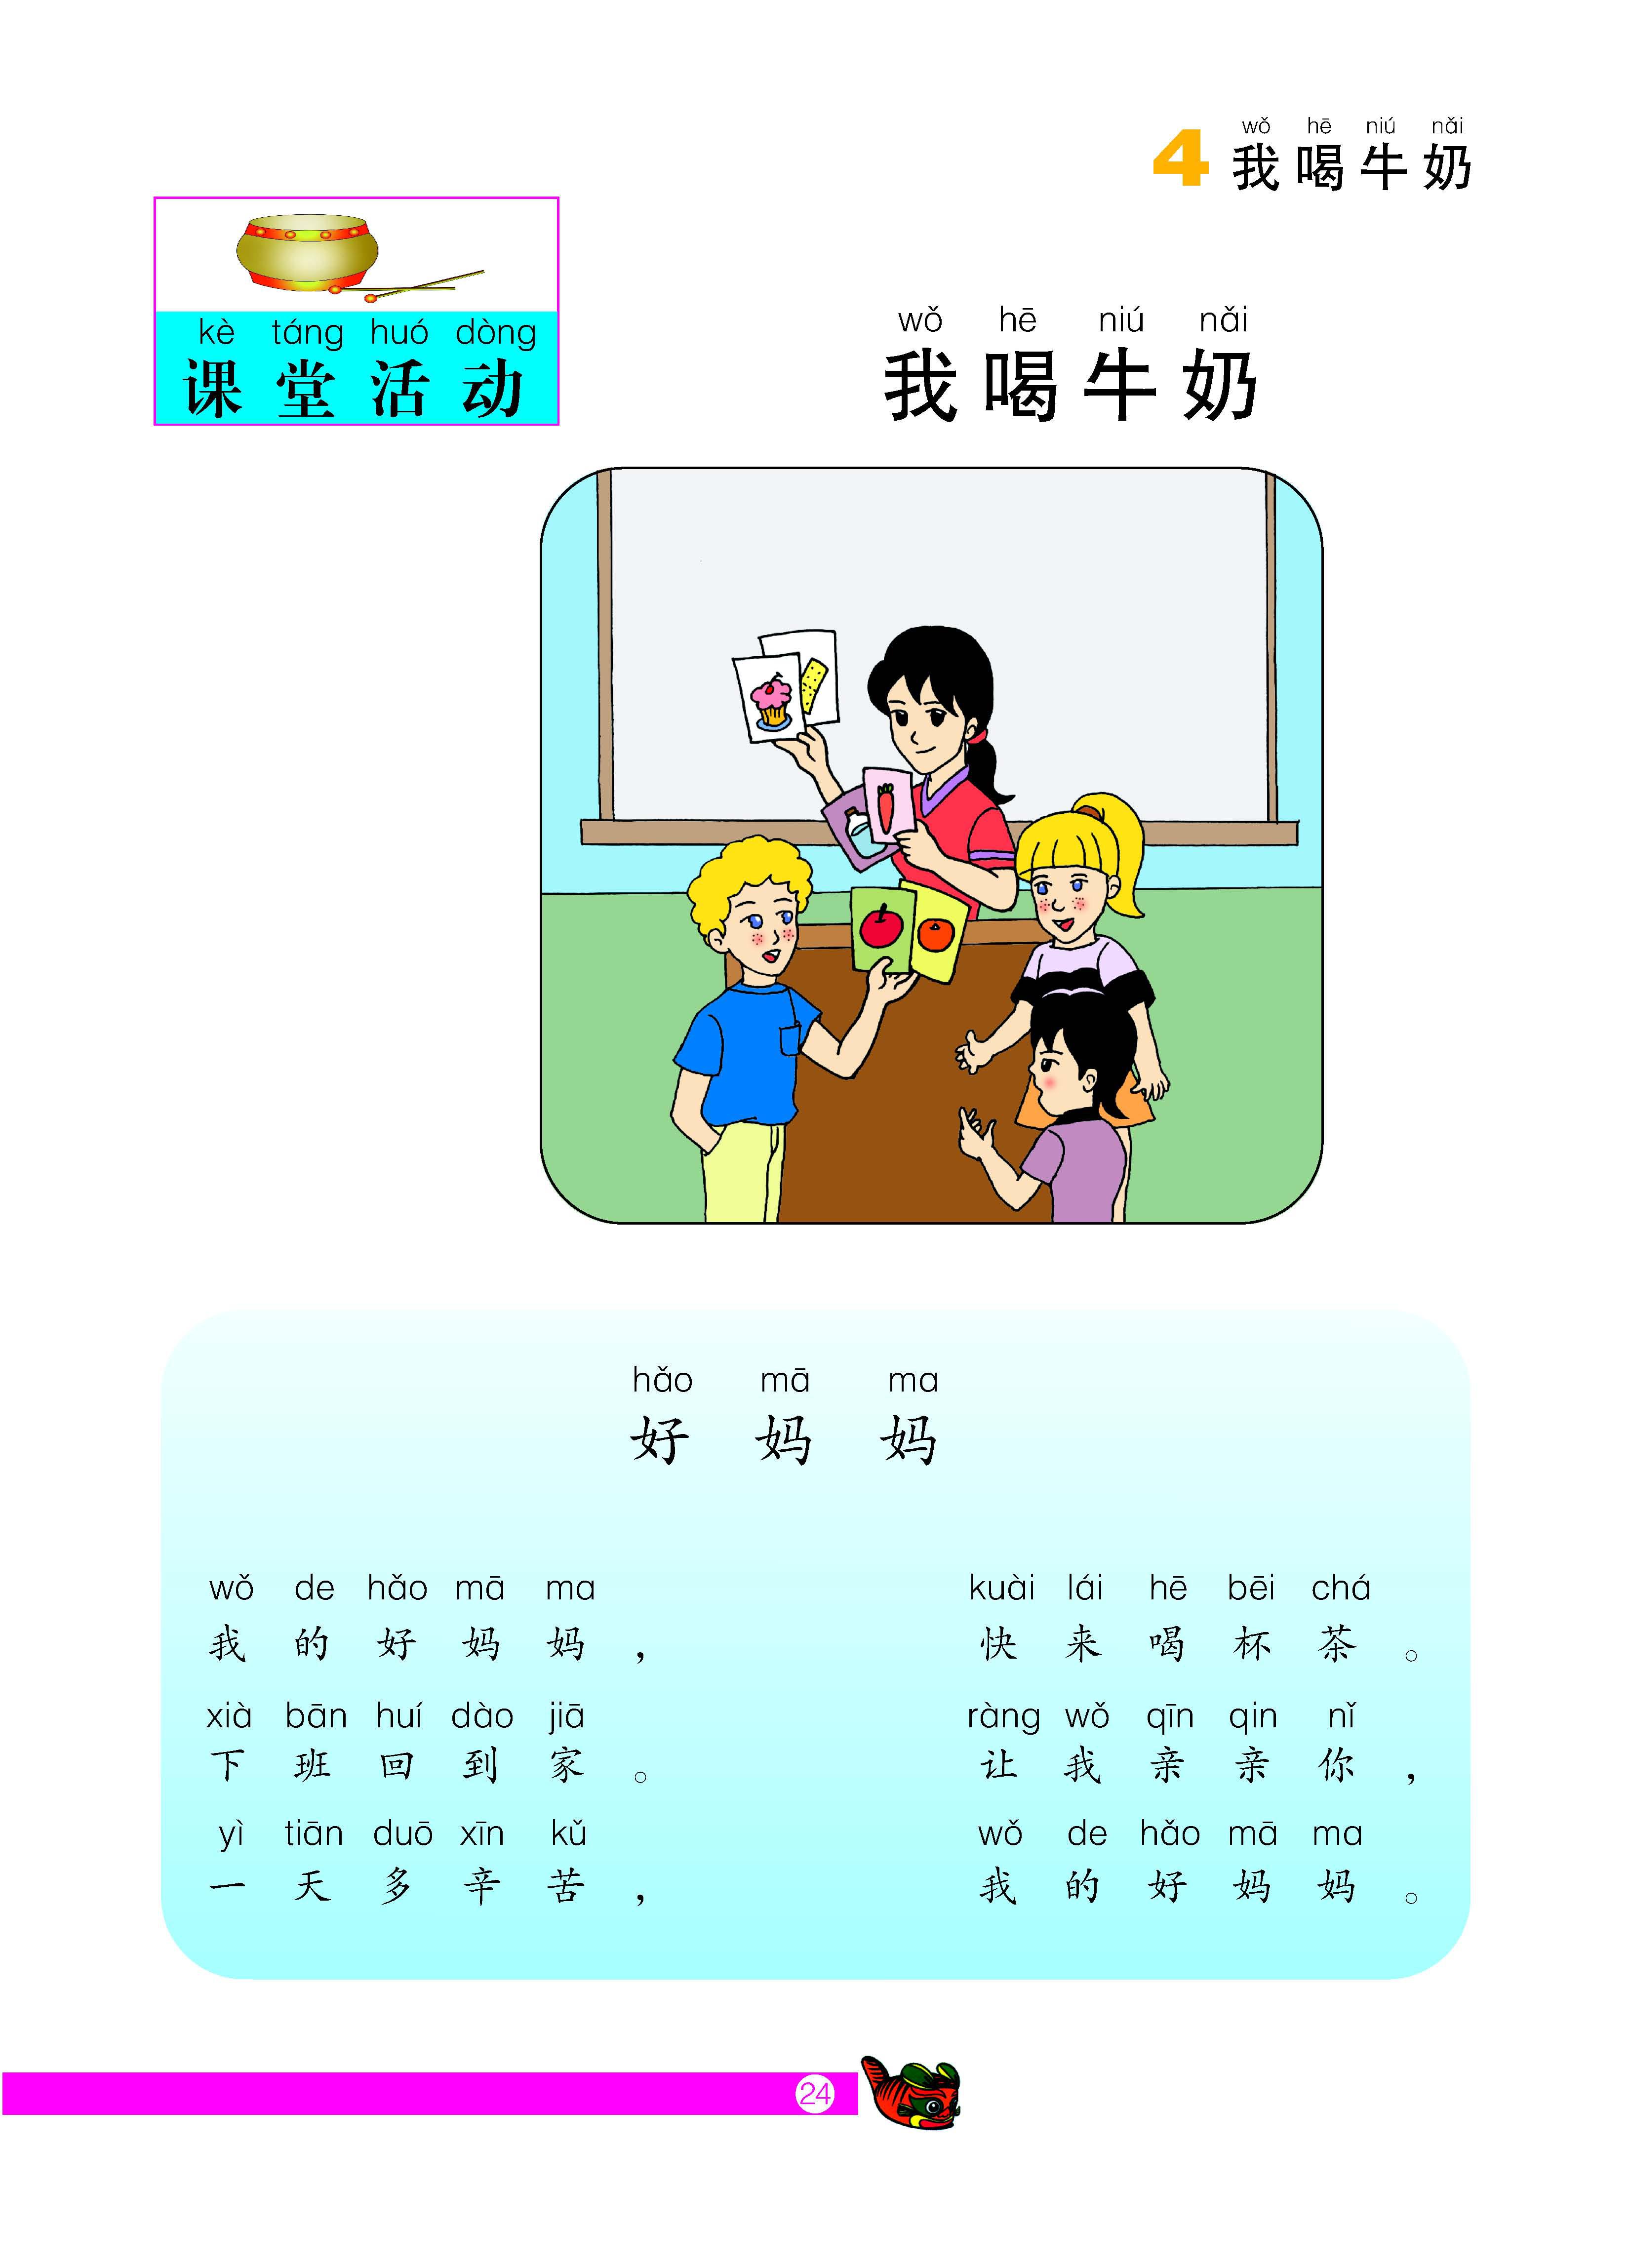 wǒ hē niú nǎi
4 我喝牛奶
kè táng huó dòng
课堂活动
wǒ hē niú nǎi
我喝牛奶
hǎo mā ma
好妈妈
wǒ de hǎo mā ma
我的好妈妈，
xià bān huí dào jiā
下班回到家。
yì tiān duō xīn kǔ
一天多辛苦，
kuài lái hē bēi chá
快来喝杯茶。
ràng wǒ qīn qin nǐ
让我亲亲你，
wǒ de hǎo mā ma
我的好妈妈。
24